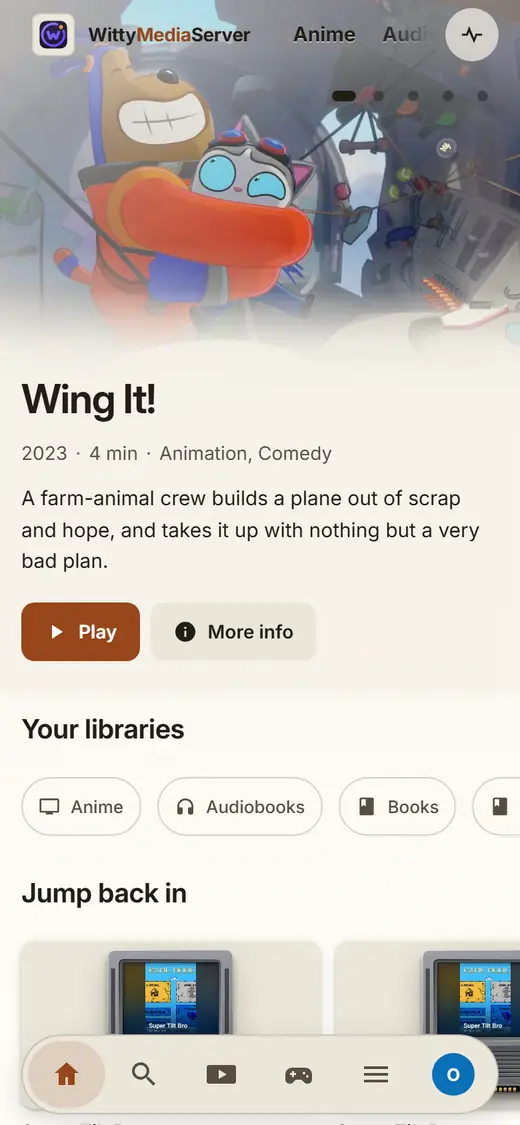 WittyMediaServer
Anime
Audi
Wing It!
2023 · 4 min · Animation, Comedy
A farm-animal crew builds a plane out of scrap
and hope, and takes it up with nothing but a very
bad plan.
Play
More info
Your libraries
Anime
Audiobooks
Books
Jump back in
Super Tilt Bro
Super Tilt Bro
O